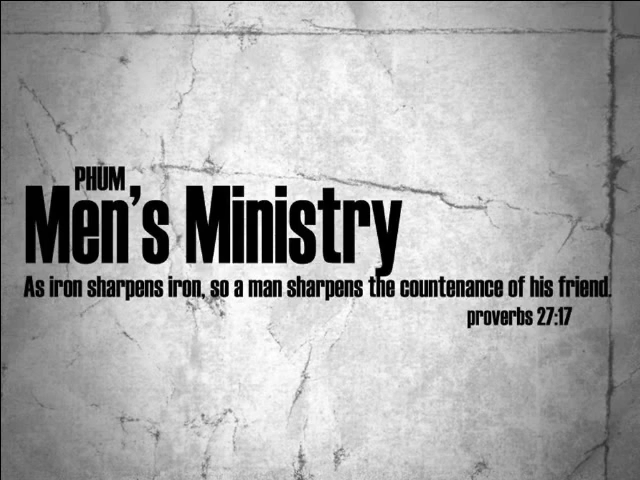 PHUM
Men's Ministry
As iron sharpens iron, so a man sharpens the countenance of his friend.
proverbs 27:17